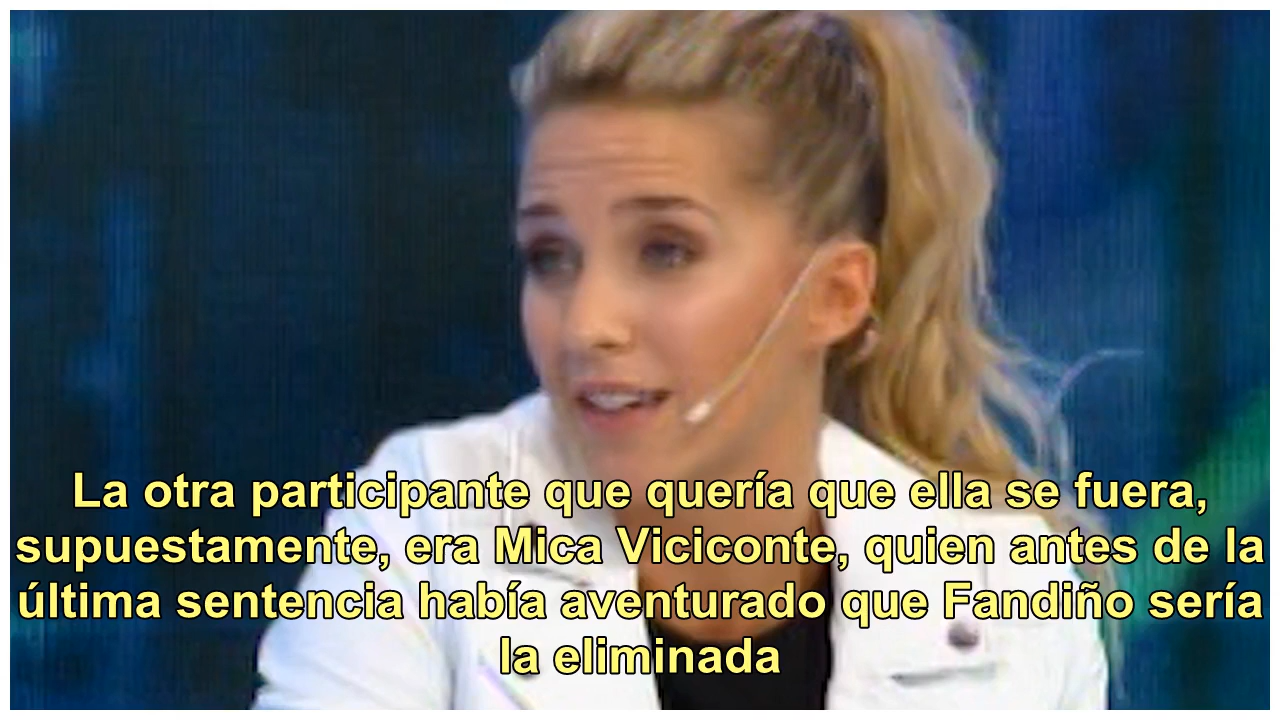 La otra participante que quería que ella se fuera,
supuestamente, era Mica Viciconte, quien antes de la
última sentencia había aventurado que Fandiño sería
la eliminada